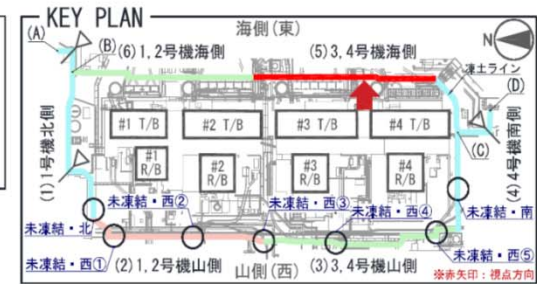 KEY PLAN
海側(東)
(A)
(B)
(6)1,2号機海側
(5)3,4号機海側
N
凍土ライン
(D)
#1 T/B
#2 T/B
#3 T/B
#4 T/B
(1)1号機北側
#1
R/B
#2
R/B
#3
R/B
#4
R/B
(C)
(4)4号機南側
未凍結・西②
未凍結・西③
未凍結・西④
未凍結・南
未凍結・北
未凍結・西①
(2)1,2号機山側
山側(西)
(3)3,4号機山側
未凍結・西⑤
※赤矢印：視点方向